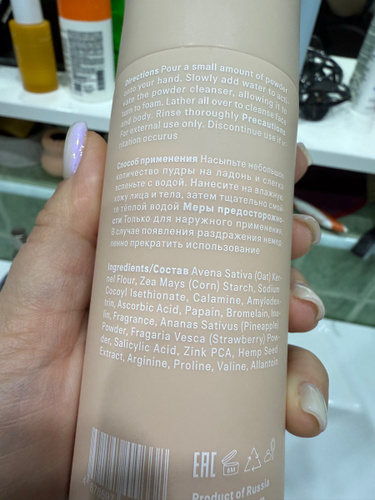 Directions Pour a small amount of powder
onto your hand. Slowly add water to acti-
vate the powder cleanser, allowing it to
turn to foam. Lather all over to cleanse face
and body. Rinse thoroughly Precautions
For external use only. Discontinue use if ir-
ritation occurus
Способ применения Насыпьте небольшое
количество пудры на ладонь и слегка
вспеньте с водой. Нанесите на влажную
кожу лица и тела, затем тщательно смой-
те тёплой водой Меры предосторожно-
сти Только для наружного применения.
В случае появления раздражения немед-
ленно прекратить использование
Ingredients/Состав Avena Sativa (Oat) Ker-
nel Flour, Zea Mays (Corn) Starch, Sodium
Cocoyl Isethionate, Calamine, Amylodex-
trin, Ascorbic Acid, Papain, Bromelain, Inu-
lin, Fragrance, Ananas Sativus (Pineapple)
Powder, Fragaria Vesca (Strawberry) Pow-
der, Salicylic Acid, Zink PCA, Hemp Seed
Extract, Arginine, Proline, Valine, Allantoin
EAC
Product of Russia